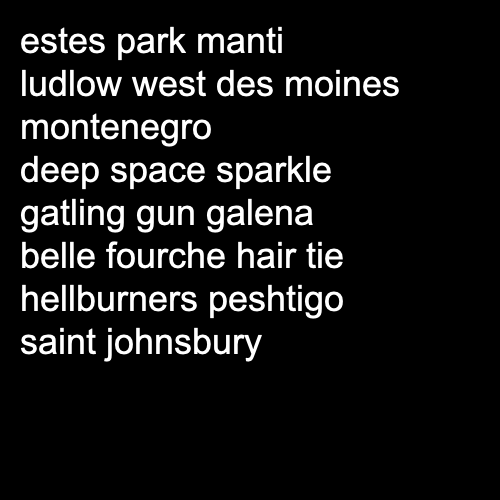 estes park manti
ludlow west des moines
montenegro
deep space sparkle
gatling gun galena
belle fourche hair tie
hellburners peshtigo
saint johnsbury